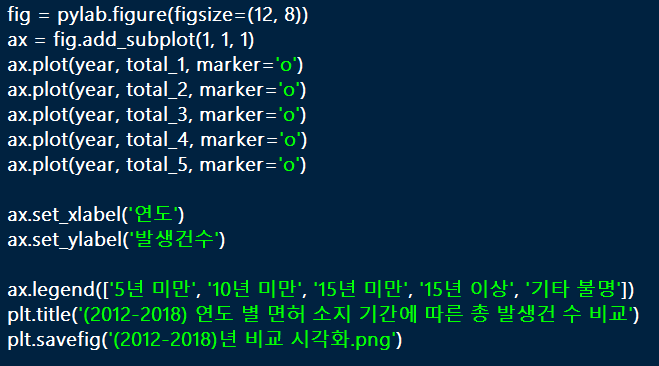 fig = pylab.figure(figsize=(12, 8))
ax = fig.add_subplot(1, 1, 1)
ax.plot(year, total_1, marker='o')
ax.plot(year, total_2, marker='o')
ax.plot(year, total_3, marker='o')
ax.plot(year, total_4, marker='o')
ax.plot(year, total_5, marker='o')
ax.set_xlabel('연도')
ax.set_ylabel('발생건수')
ax.legend(['5년 미만', '10년 미만', '15년 미만', '15년 이상', '기타 불명'])
plt.title('(2012-2018) 연도 별 면허 소지 기간에 따른 총 발생건 수 비교')
plt.savefig('(2012-2018)년 비교 시각화.png')